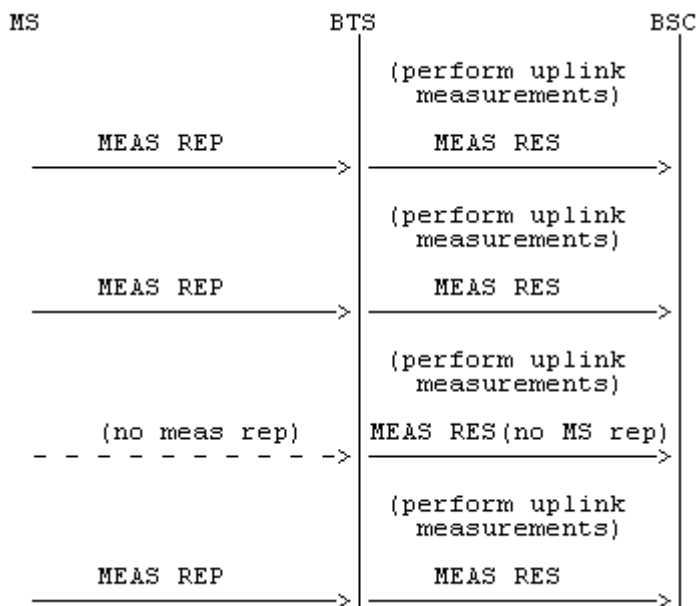 MS BTS BSC
(perform uplink
measurements)
MEAS REP MEAS RES
(perform uplink
measurements)
MEAS REP MEAS RES
(perform uplink
measurements)
(no meas rep) MEAS RES(no MS rep)
(perform uplink
measurements)
MEAS REP MEAS RES